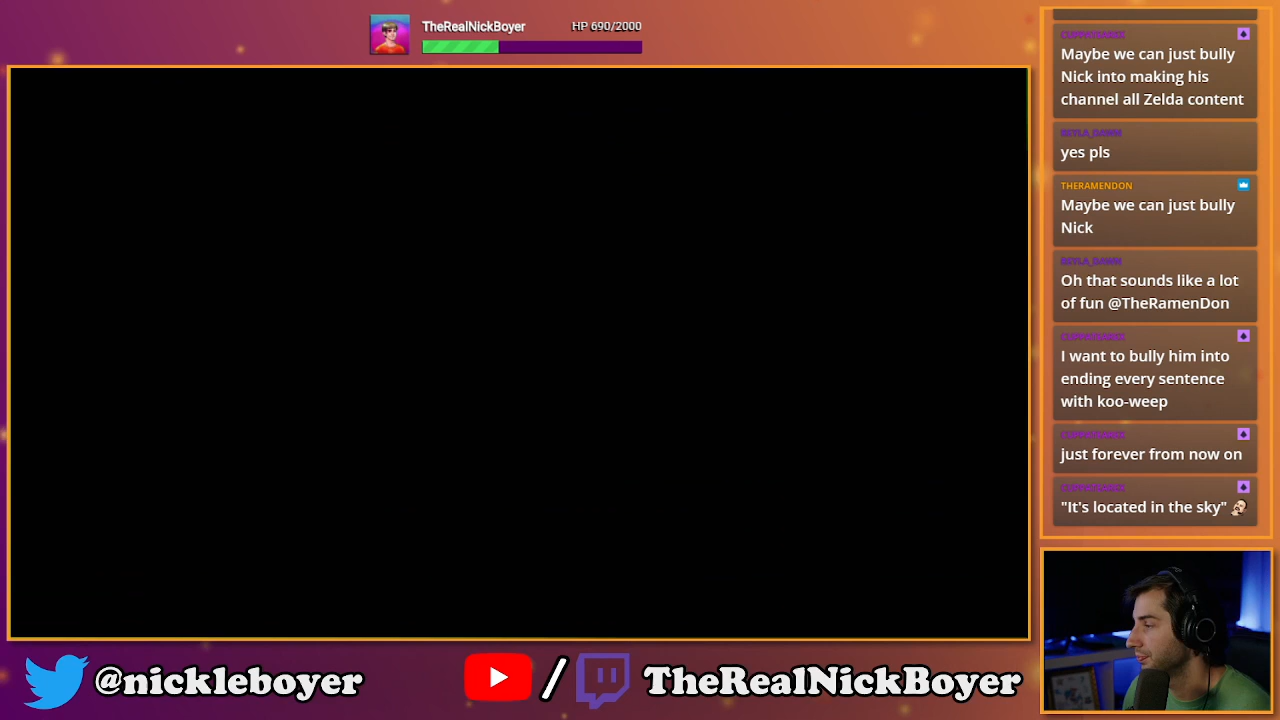 TheRealNickBoyer HP 690/2000
Maybe we can just bully
Nick into making his
channel all Zelda content
yes pls
THERAMENDON
Maybe we can just bully
Nick
Oh that sounds like a lot
of fun @TheRamenDon
I want to bully him into
ending every sentence
with koo-weep
just forever from now on
"It's located in the sky"
@nickleboyer
/
TheRealNickBoyer